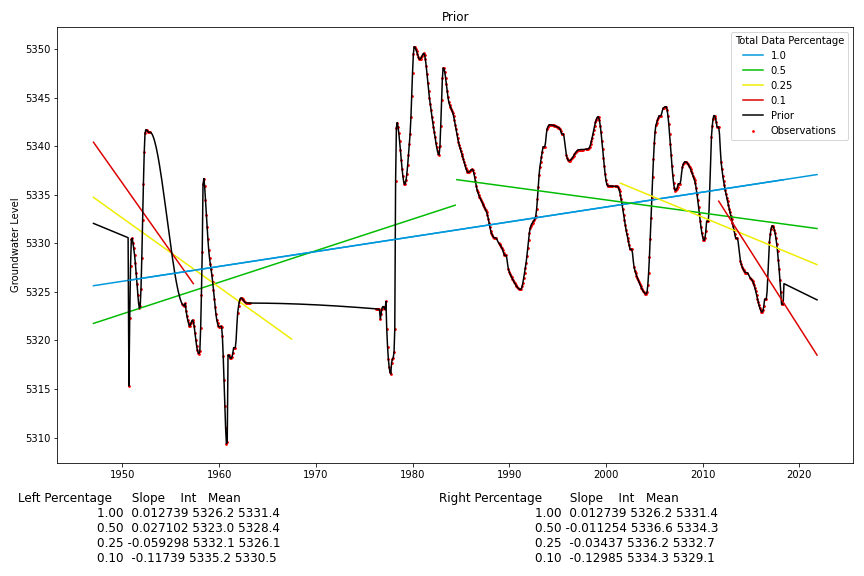 Prior
Total Data Percentage
1.0
0.5
0.25
0.1
Prior
Observations
Groundwater Level
5350
5345
5340
5335
5330
5325
5320
5315
5310
1950 1960 1970 1980 1990 2000 2010 2020
Left Percentage Slope Int Mean
1.00 0.012739 5326.2 5331.4
0.50 0.027102 5323.0 5328.4
0.25 -0.059298 5332.1 5326.1
0.10 -0.11739 5335.2 5330.5
Right Percentage Slope Int Mean
1.00 0.012739 5326.2 5331.4
0.50 -0.011254 5336.6 5334.3
0.25 -0.03437 5336.2 5332.7
0.10 -0.12985 5334.3 5329.1